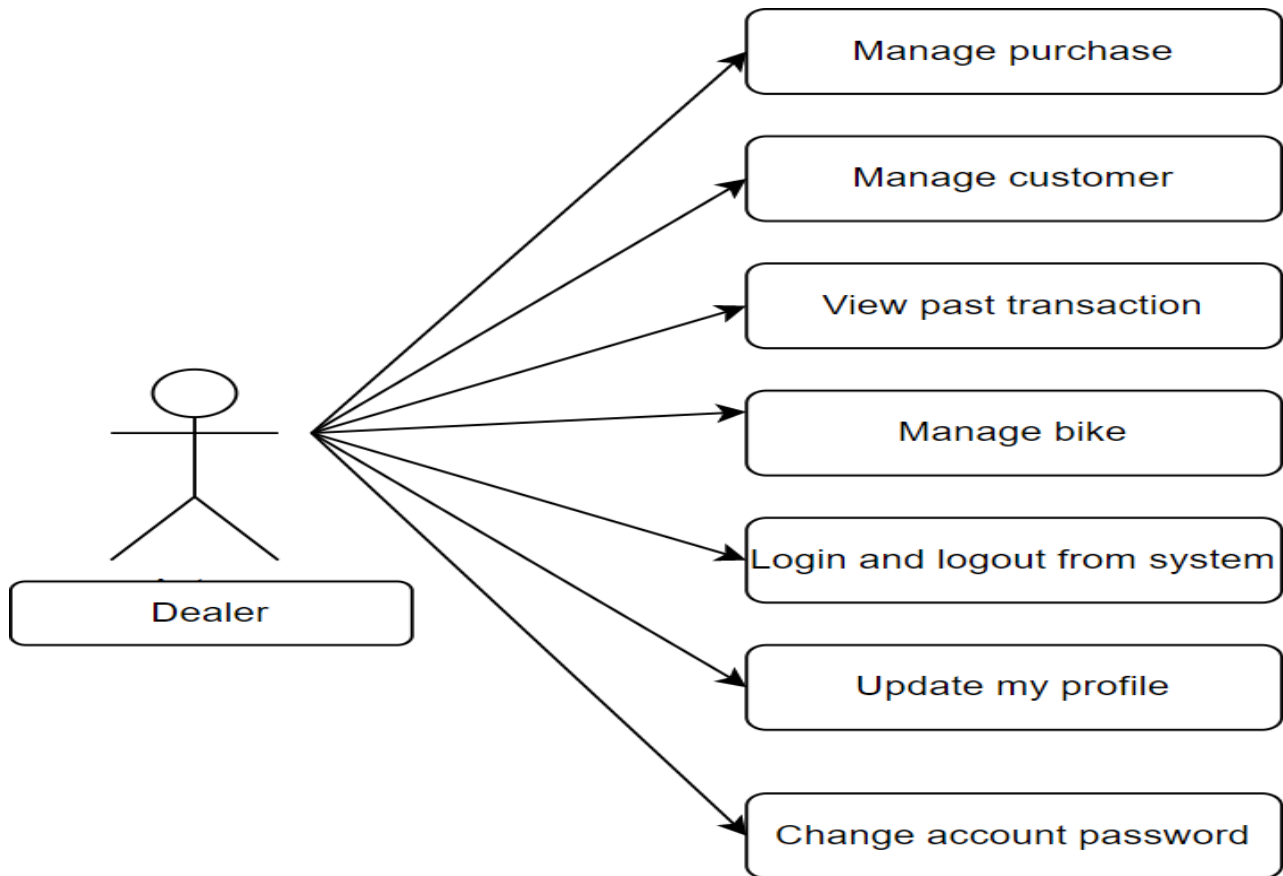 Manage purchase
Manage customer
View past transaction
Manage bike
Login and logout from system
Dealer
Update my profile
Change account password